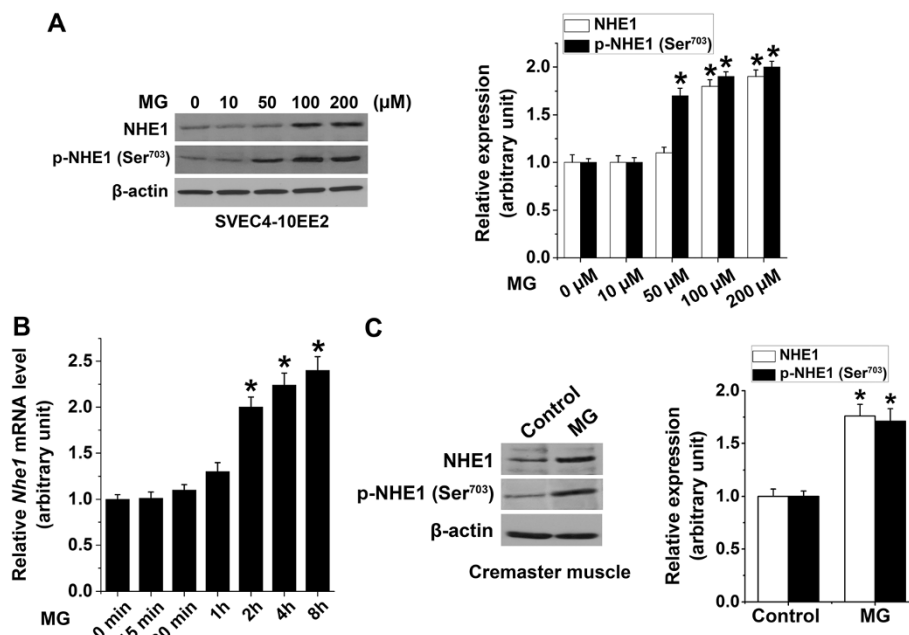 A
MG 0 10 50 100 200 (μM)
NHE1
p-NHE1 (Ser703)
β-actin
SVEC4-10EE2
NHE1
p-NHE1 (Ser703)
Relative expression
(arbitrary unit)
2.0
1.5
1.0
0.5
0.0
* * * * *
MG 0 μM 10 μM 50 μM 100 μM 200 μM
B
Relative Nhe1 mRNA level
(arbitrary unit)
2.5
2.0
1.5
1.0
0.5
0.0
* * *
MG 0 min 1h 2h 4h 8h
C
Control MG
NHE1
p-NHE1 (Ser703)
β-actin
Cremaster muscle
NHE1
p-NHE1 (Ser703)
Relative expression
(arbitrary unit)
2.0
1.5
1.0
0.5
0.0
* *
Control MG